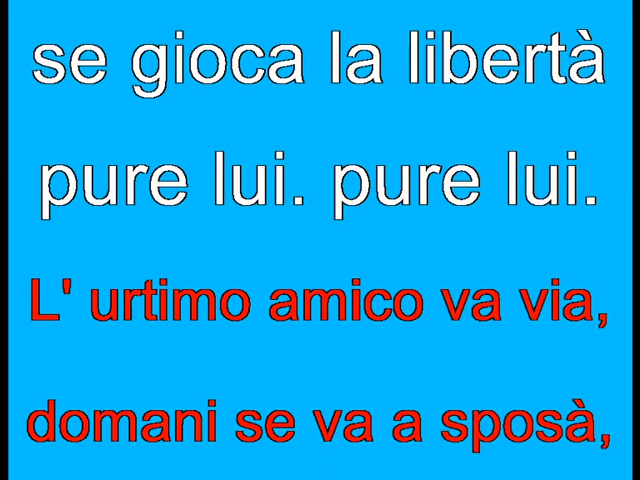 se gioca la libertà
pure lui. pure lui.
L' urtimo amico va via,
domani se va a sposà,